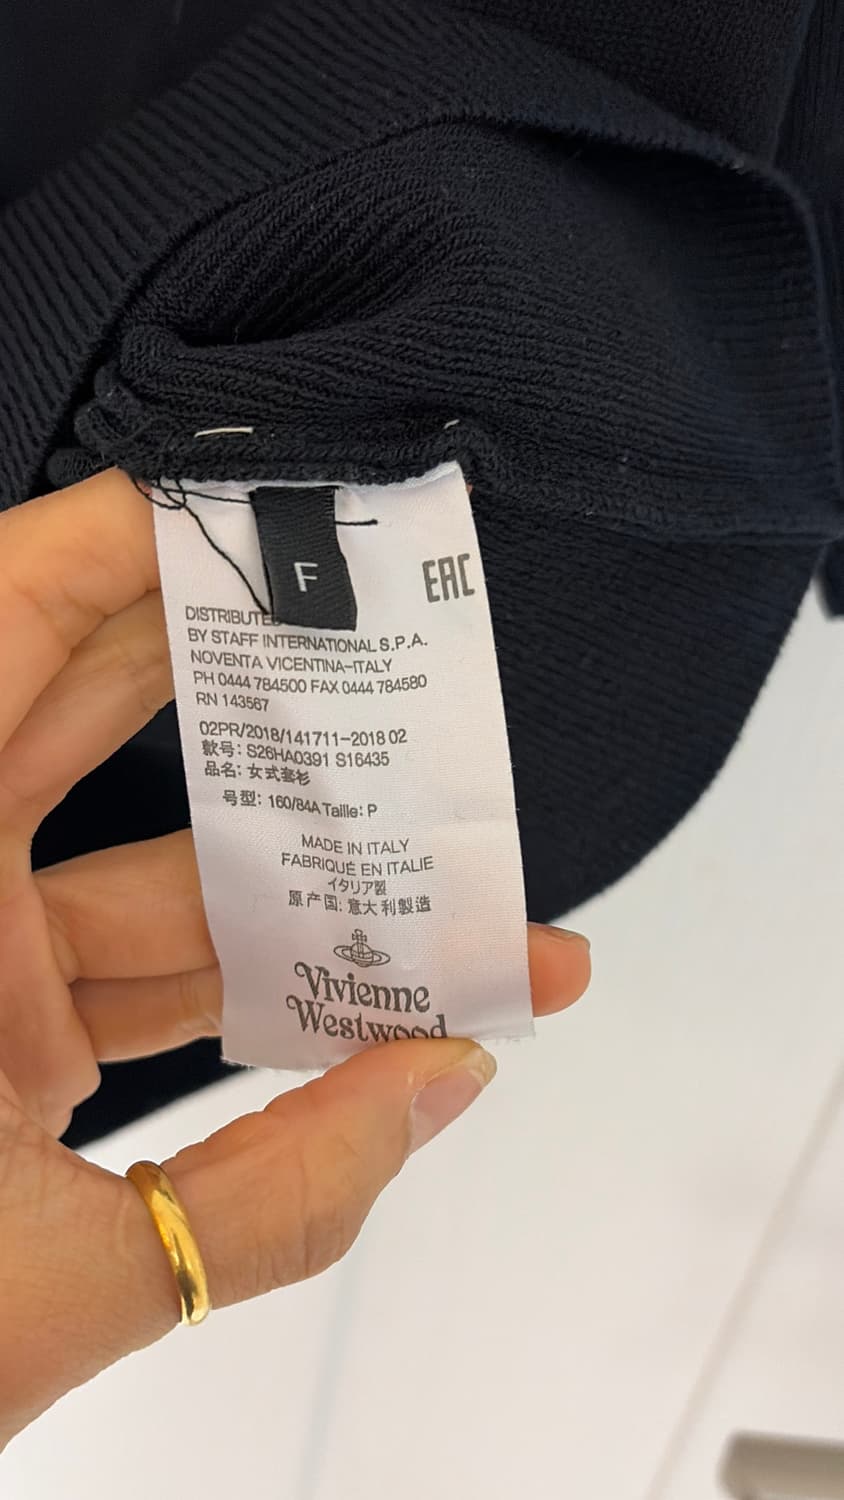 F
EAC
DISTRIBUTED
BY STAFF INTERNATIONAL S.P.A.
NOVENTA VICENTINA-ITALY
PH 0444 784500 FAX 0444 784580
RN 143567
02PR/2018/141711-2018 02
款号: S26HA0391 S16435
品名: 女式套衫
号型: 160/84A Taille: P
MADE IN ITALY
FABRIQUÉ EN ITALIE
イタリア製
原产国: 意大利製造
Vivienne
Westwood